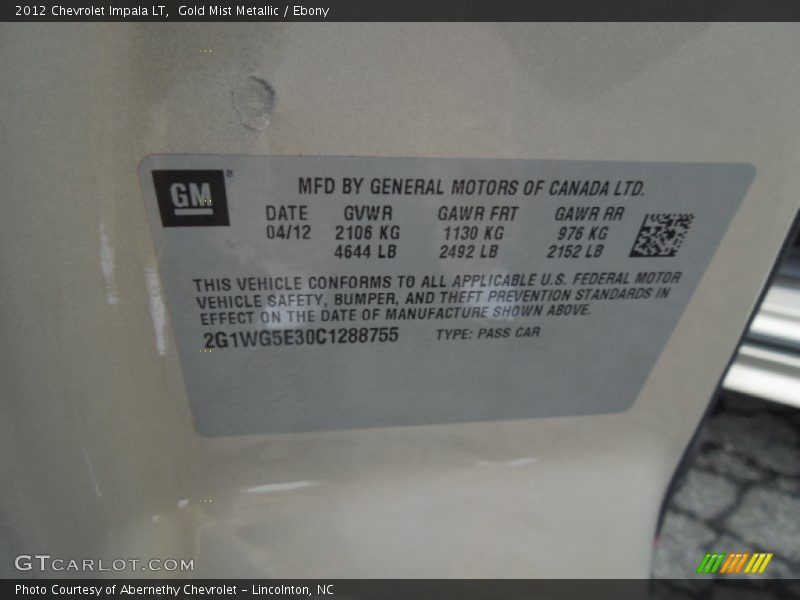 2012 Chevrolet Impala LT, Gold Mist Metallic / Ebony
GM ®
MFD BY GENERAL MOTORS OF CANADA LTD.
DATE GVWR GAWR FRT GAWR RR
04/12 2106 KG 1130 KG 976 KG
4644 LB 2492 LB 2152 LB
THIS VEHICLE CONFORMS TO ALL APPLICABLE U.S. FEDERAL MOTOR
VEHICLE SAFETY, BUMPER, AND THEFT PREVENTION STANDARDS IN
EFFECT ON THE DATE OF MANUFACTURE SHOWN ABOVE.
2G1WG5E30C1288755 TYPE: PASS CAR
GTCARLOT.COM
Photo Courtesy of Abernethy Chevrolet – Lincolnton, NC